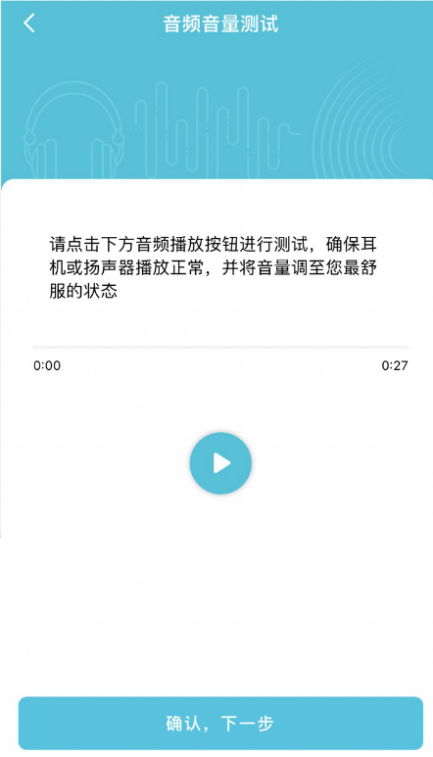 音频音量测试
请点击下方音频播放按钮进行测试，确保耳
机或扬声器播放正常，并将音量调至您最舒
服的状态
0:00 0:27
确认，下一步